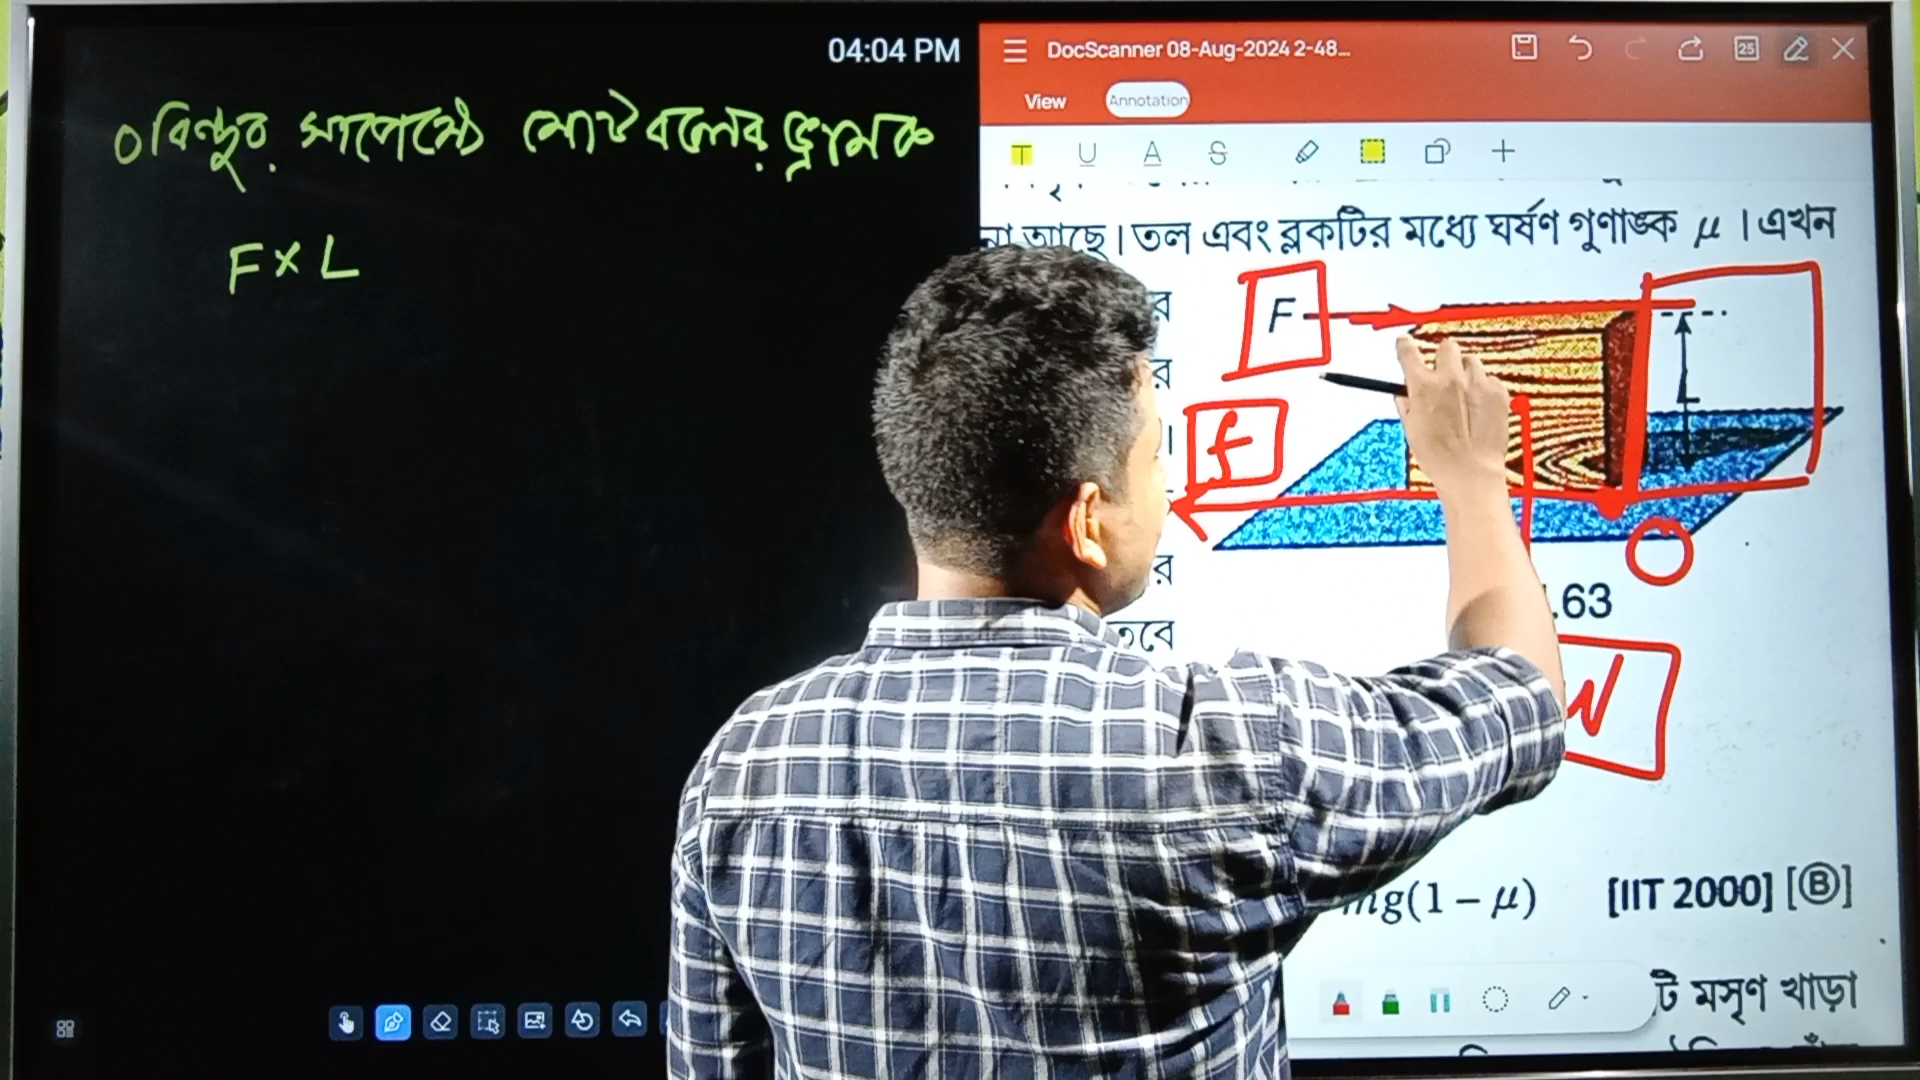 04:04 PM
O বিন্দুর সাপেক্ষে মোট বলের ভ্রামক
F × L
DocScanner 08-Aug-2024 2-48...
25
View
Annotation
T U A S
আছে। তল এবং ব্লকটির মধ্যে ঘর্ষণ গুণাঙ্ক μ । এখন
র
F
র
L
।
f
র
O
.63
তবে
N
mg(1 – μ) [IIT 2000] [B]
টি মসৃণ খাড়া